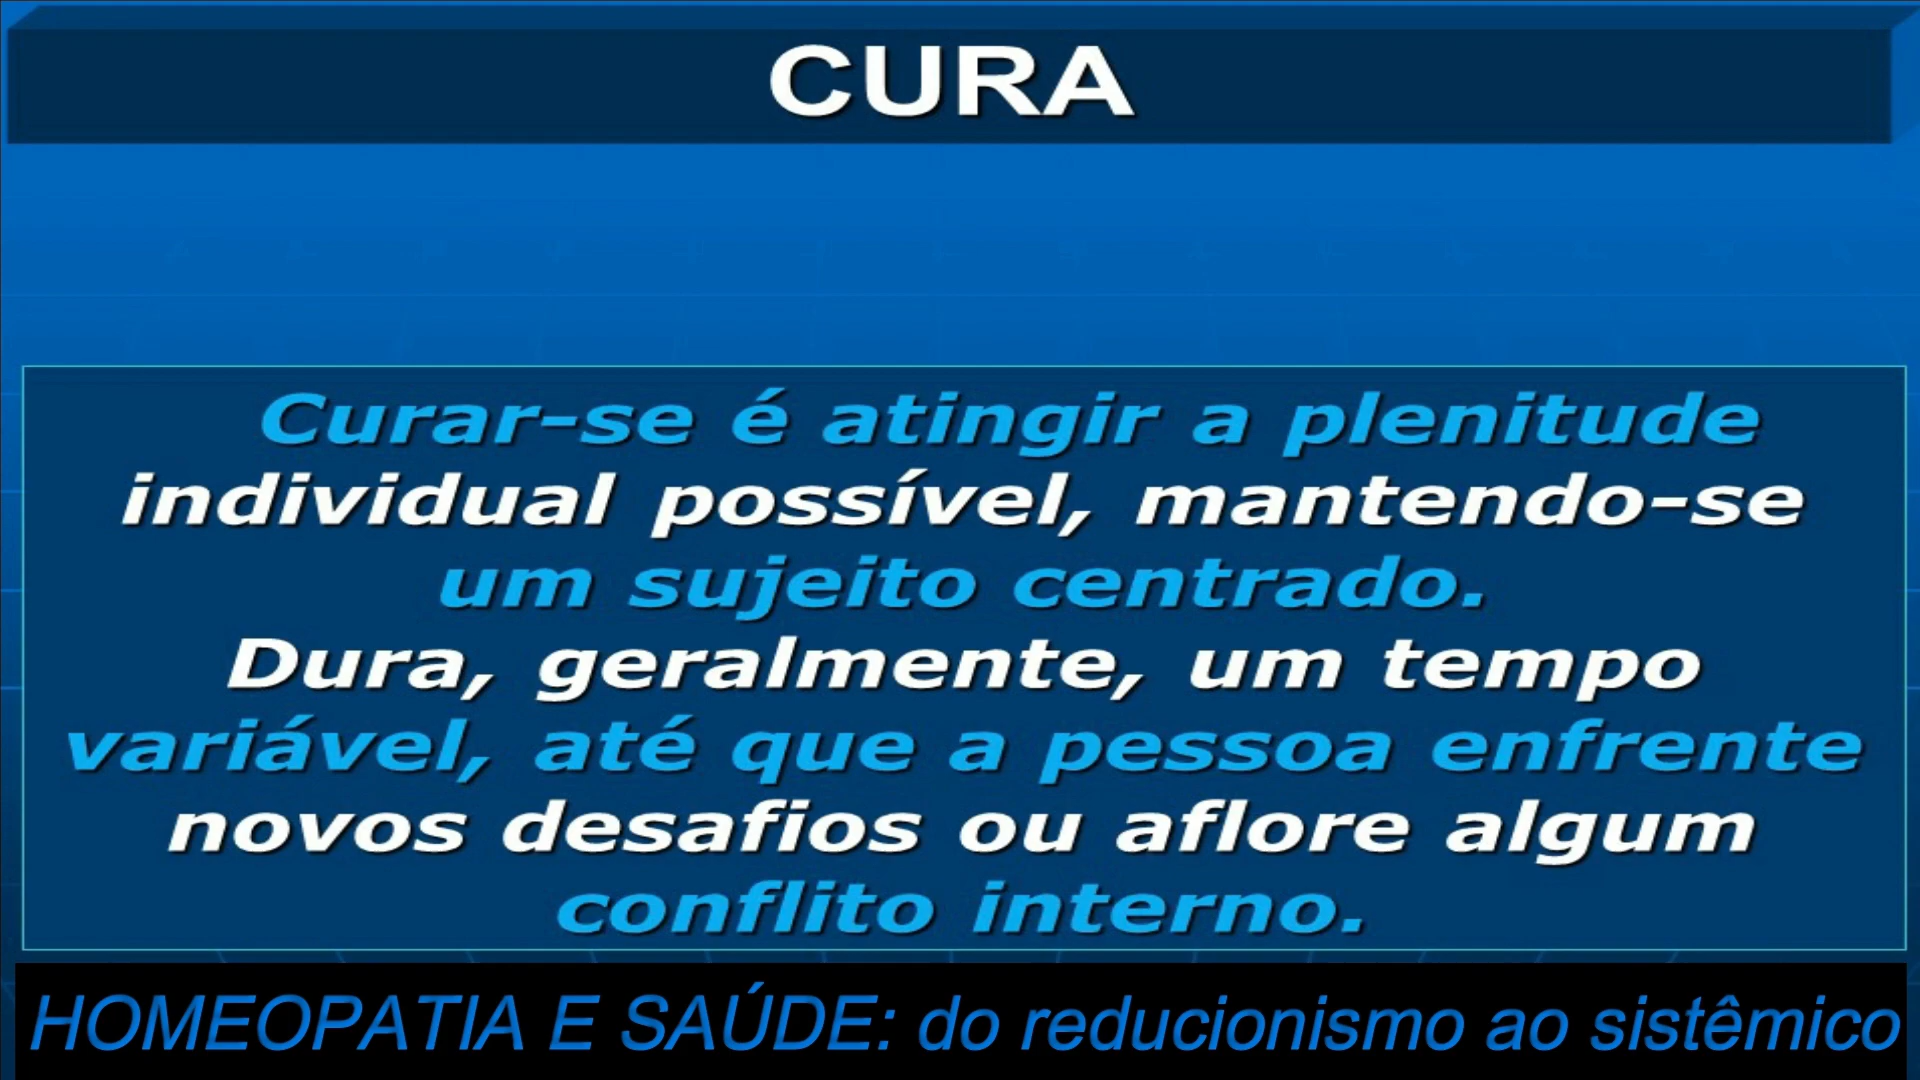 CURA
Curar-se é atingir a plenitude
individual possível, mantendo-se
um sujeito centrado.
Dura, geralmente, um tempo
variável, até que a pessoa enfrente
novos desafios ou aflore algum
conflito interno.
HOMEOPATIA E SAÚDE: do reducionismo ao sistêmico